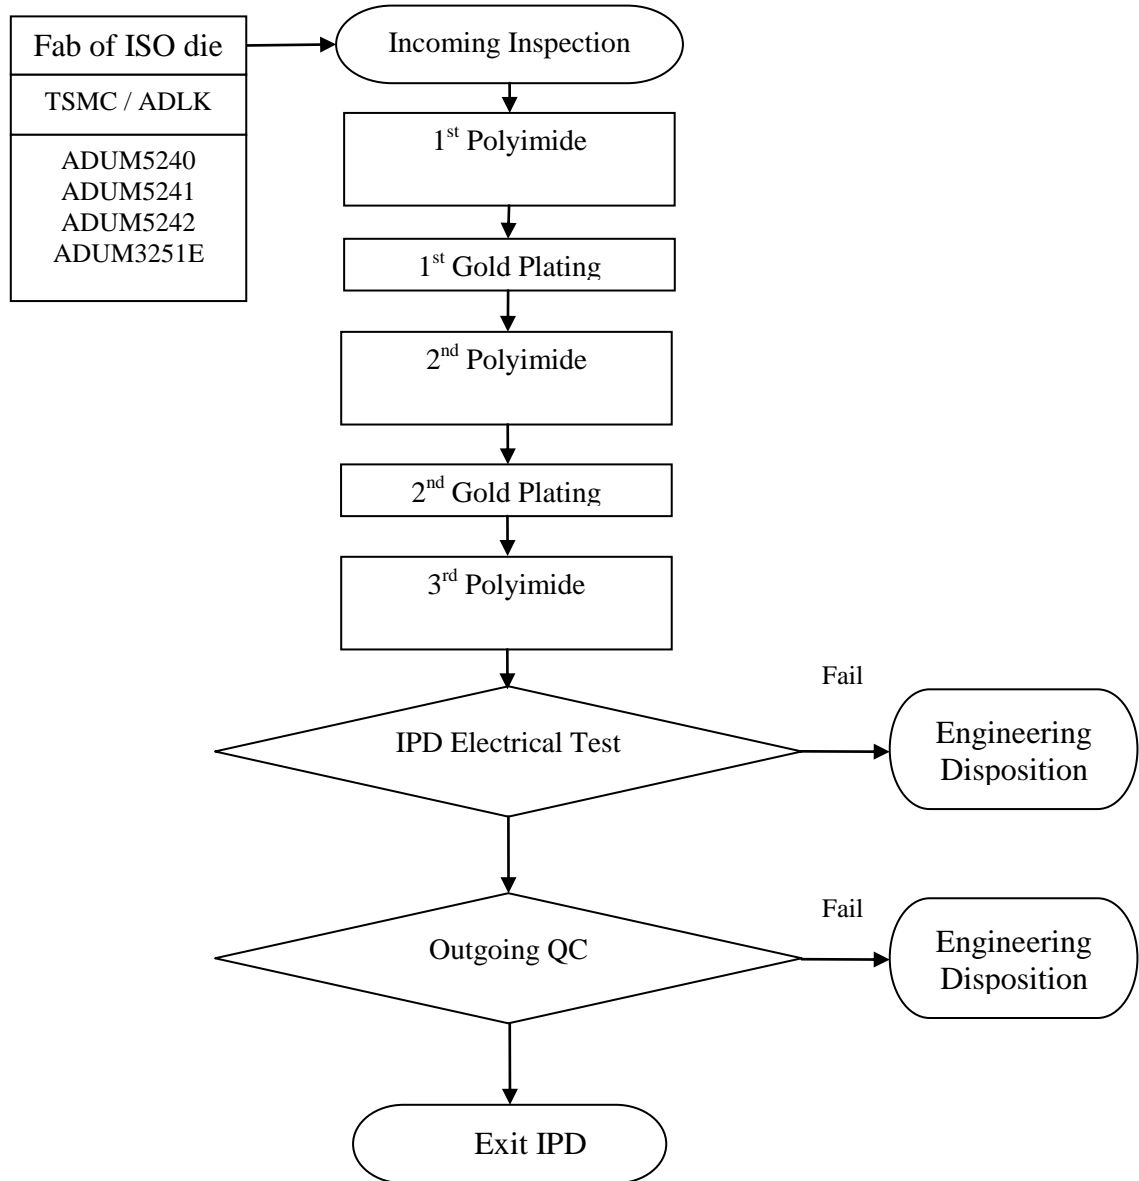 Fab of ISO die
TSMC / ADLK
ADUM5240
ADUM5241
ADUM5242
ADUM3251E
Incoming Inspection
1st Polyimide
1st Gold Plating
2nd Polyimide
2nd Gold Plating
3rd Polyimide
IPD Electrical Test
Fail
Engineering
Disposition
Outgoing QC
Fail
Engineering
Disposition
Exit IPD